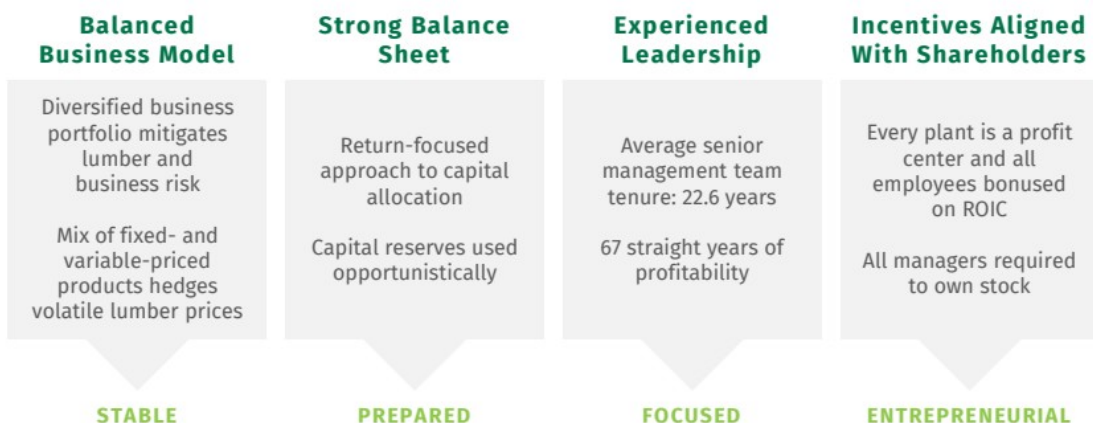 Balanced
Business Model
Diversified business
portfolio mitigates
lumber and
business risk
Mix of fixed- and
variable-priced
products hedges
volatile lumber prices
STABLE
Strong Balance
Sheet
Return-focused
approach to capital
allocation
Capital reserves used
opportunistically
PREPARED
Experienced
Leadership
Average senior
management team
tenure: 22.6 years
67 straight years of
profitability
FOCUSED
Incentives Aligned
With Shareholders
Every plant is a profit
center and all
employees bonused
on ROIC
All managers required
to own stock
ENTREPRENEURIAL